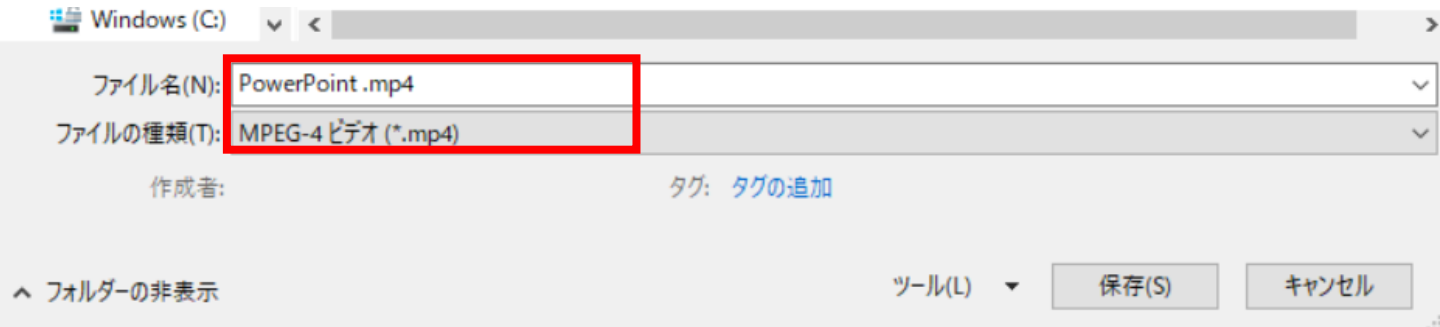 Windows (C:)
ファイル名(N): PowerPoint .mp4
ファイルの種類(T): MPEG-4 ビデオ (*.mp4)
作成者: タグ: タグの追加
フォルダーの非表示 ツール(L) 保存(S) キャンセル